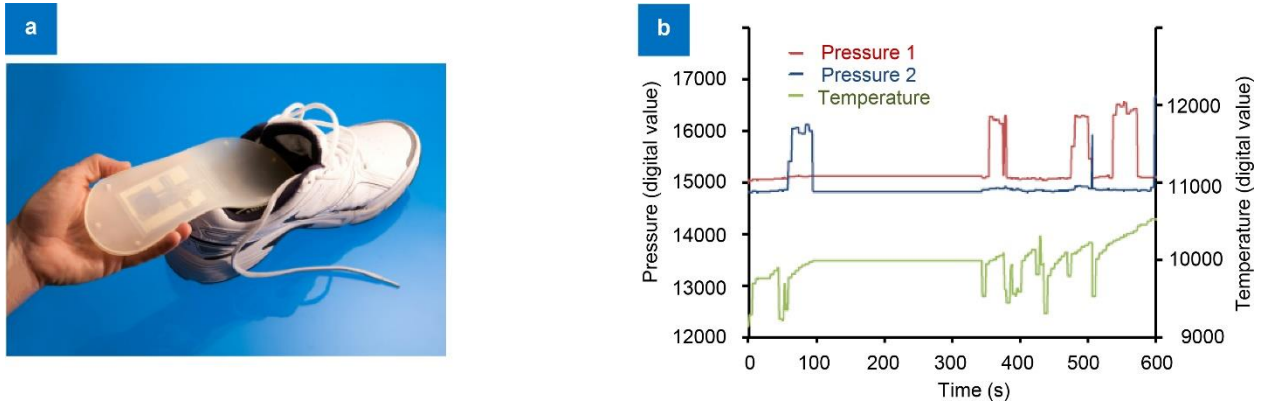 a
b
Pressure 1
Pressure 2
Temperature
Pressure (digital value)
17000
16000
15000
14000
13000
12000
12000
11000
10000
9000
Temperature (digital value)
0 100 200 300 400 500 600
Time (s)